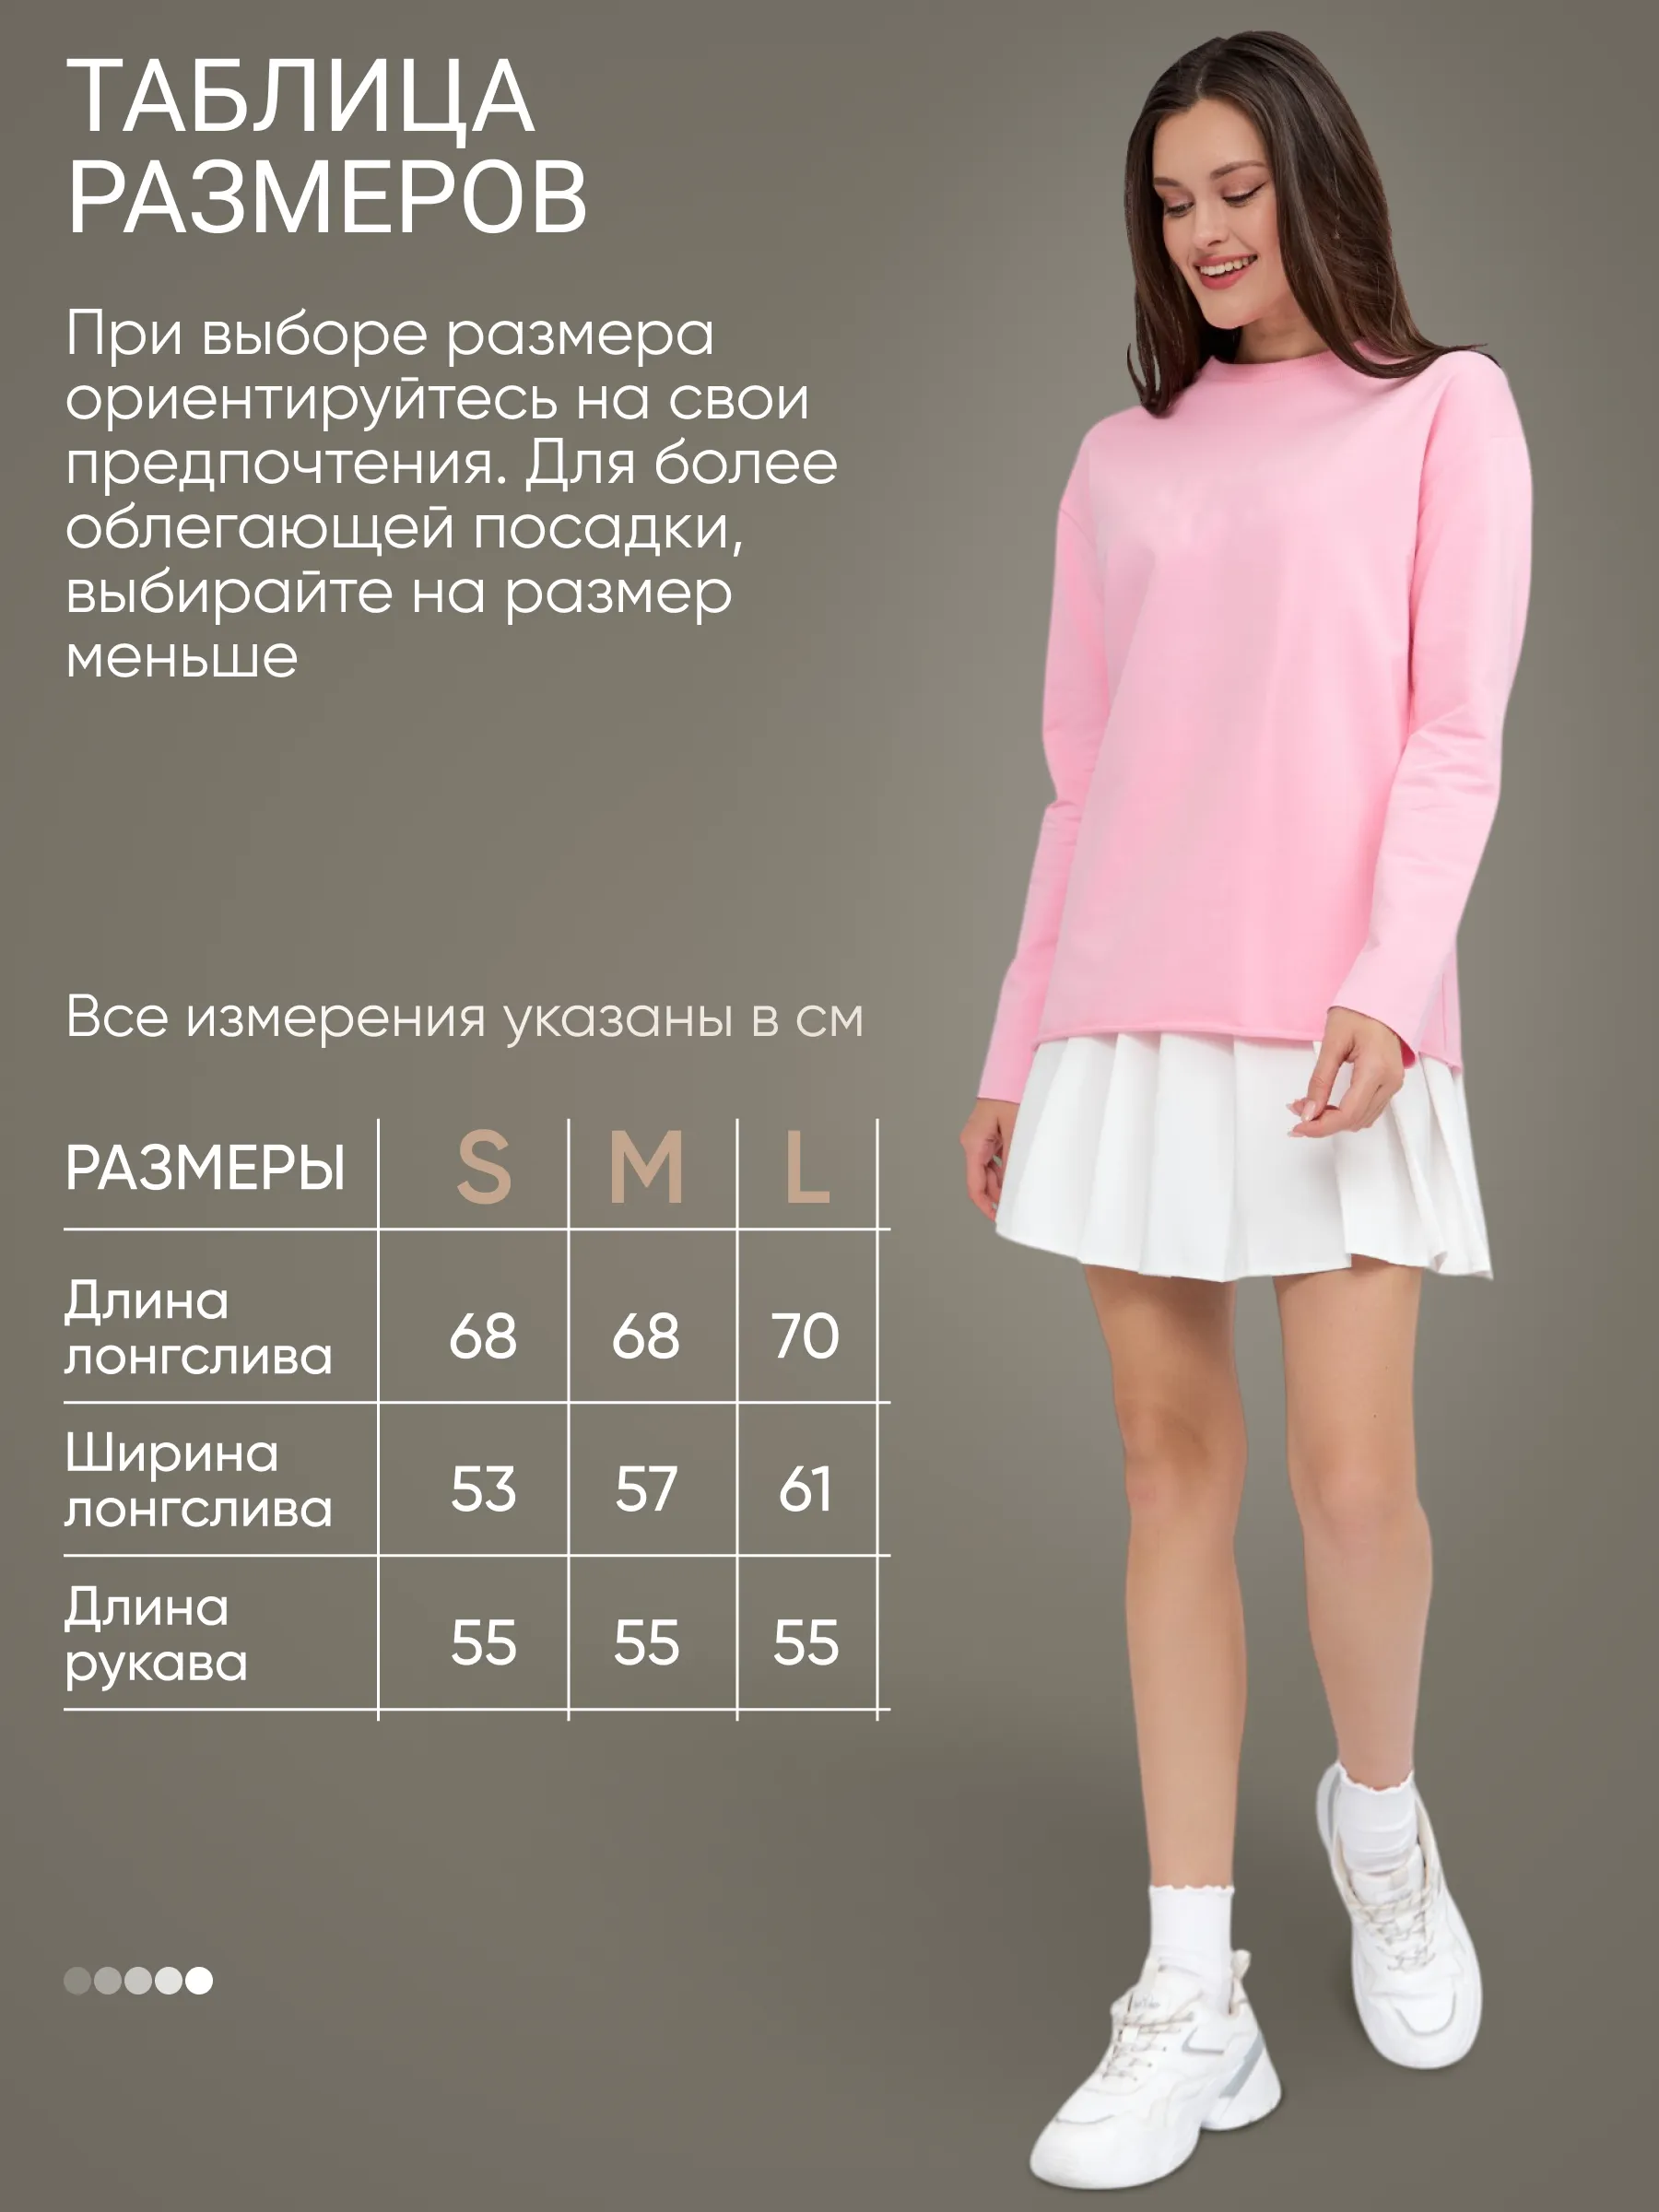 ТАБЛИЦА
РАЗМЕРОВ
При выборе размера
ориентируйтесь на свои
предпочтения. Для более
облегающей посадки,
выбирайте на размер
меньше
Все измерения указаны в см
РАЗМЕРЫ S M L
Длина
лонгслива 68 68 70
Ширина
лонгслива 53 57 61
Длина
рукава 55 55 55